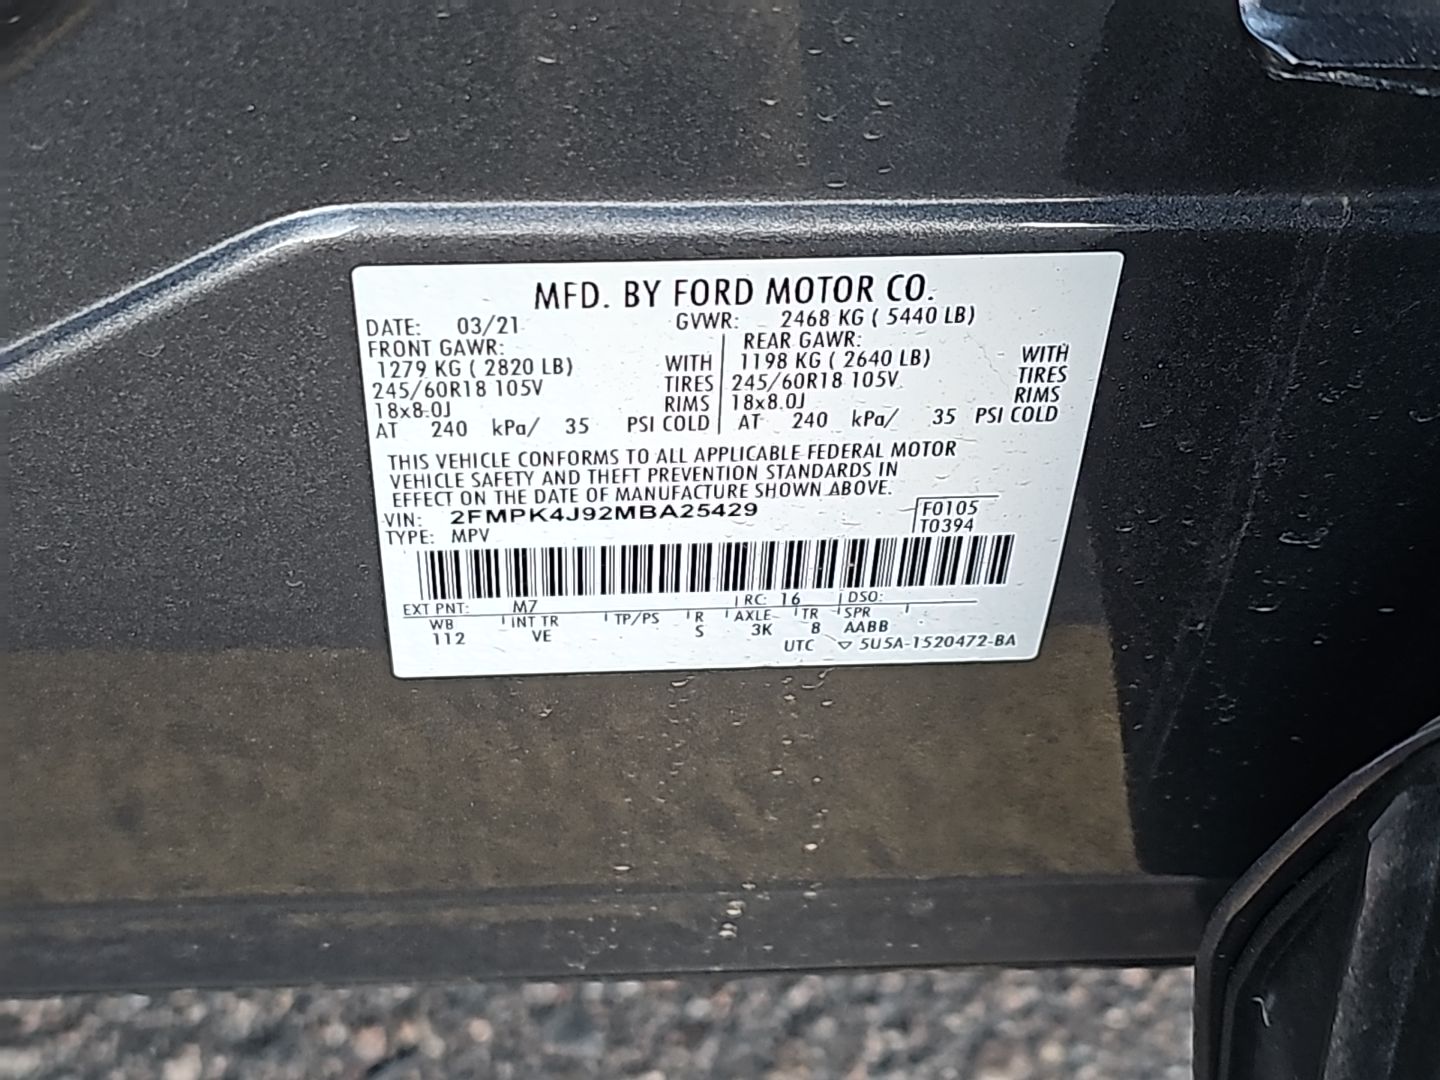 MFD. BY FORD MOTOR CO.
DATE: 03/21 GVWR: 2468 KG ( 5440 LB)
FRONT GAWR: REAR GAWR:
1279 KG ( 2820 LB) WITH 1198 KG ( 2640 LB) WITH
245/60R18 105V TIRES 245/60R18 105V TIRES
18x8.0J RIMS 18x8.0J RIMS
AT 240 kPa/ 35 PSI COLD AT 240 kPa/ 35 PSI COLD
THIS VEHICLE CONFORMS TO ALL APPLICABLE FEDERAL MOTOR
VEHICLE SAFETY AND THEFT PREVENTION STANDARDS IN
EFFECT ON THE DATE OF MANUFACTURE SHOWN ABOVE.
VIN: 2FMPK4J92MBA25429 F0105
TYPE: MPV T0394
EXT PNT: M7 RC: 16 DSO:
WB INT TR TP/PS R AXLE TR SPR
112 VE S 3K 8 AABB
UTC ▽ 5U5A-1520472-BA